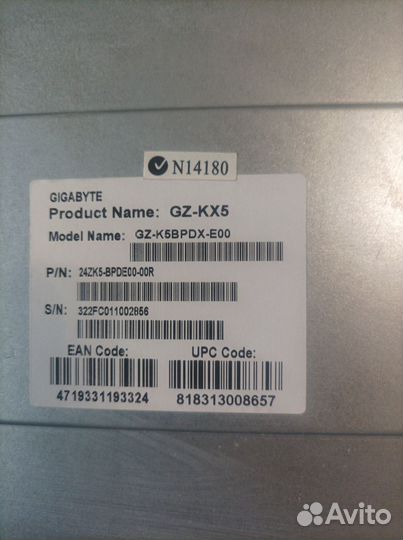 N14180
GIGABYTE
Product Name: GZ-KX5
Model Name: GZ-K5BPDX-E00
P/N: 24ZK5-BPDE00-00R
S/N: 322FC011002856
EAN Code: UPC Code:
4719331193324 818313008657
Avito